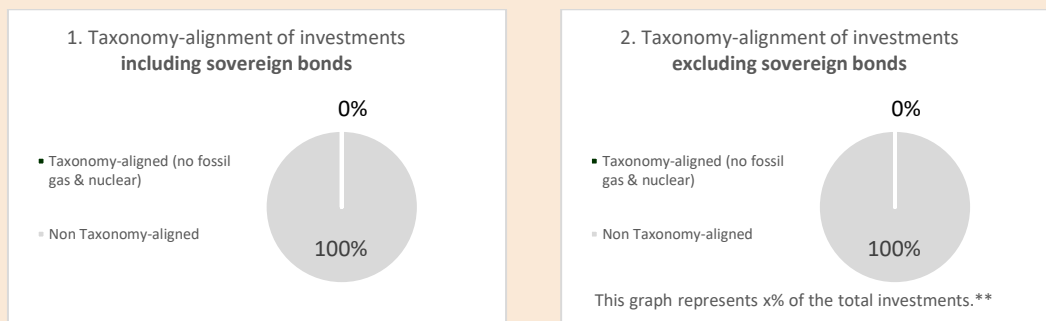 1. Taxonomy-alignment of investments
including sovereign bonds
0%
Taxonomy-aligned (no fossil
gas & nuclear)
Non Taxonomy-aligned
100%
2. Taxonomy-alignment of investments
excluding sovereign bonds
0%
Taxonomy-aligned (no fossil
gas & nuclear)
Non Taxonomy-aligned
100%
This graph represents x% of the total investments.**